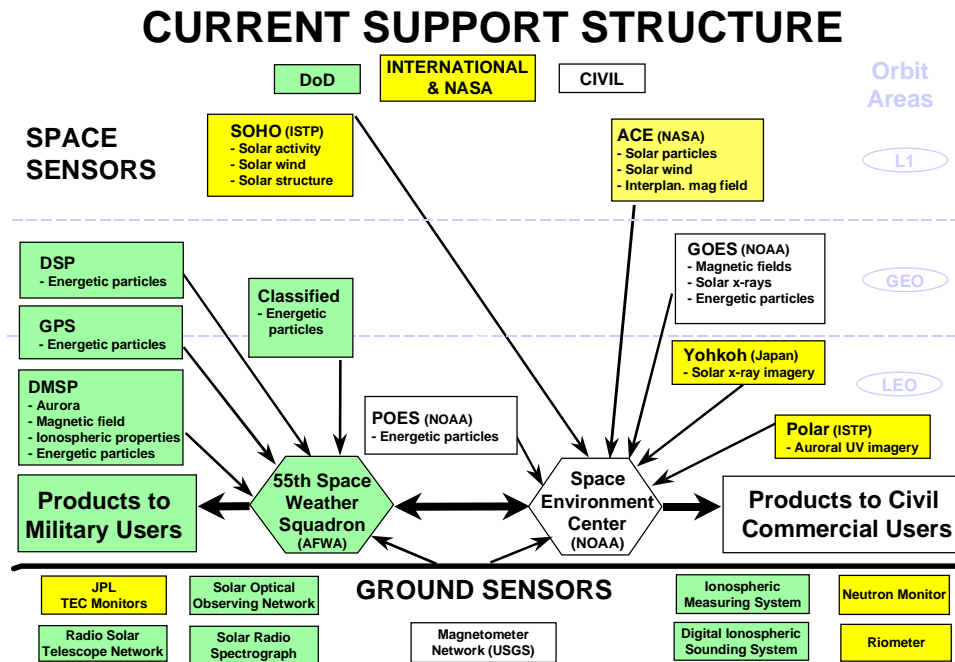 CURRENT SUPPORT STRUCTURE
DoD
INTERNATIONAL
& NASA
CIVIL
Orbit
Areas
SPACE
SENSORS
SOHO (ISTP)
- Solar activity
- Solar wind
- Solar structure
ACE (NASA)
- Solar particles
- Solar wind
- Interplan. mag field
L1
DSP
- Energetic particles
Classified
- Energetic
particles
GOES (NOAA)
- Magnetic fields
- Solar x-rays
- Energetic particles
GEO
GPS
- Energetic particles
Yohkoh (Japan)
- Solar x-ray imagery
LEO
DMSP
- Aurora
- Magnetic field
- Ionospheric properties
- Energetic particles
POES (NOAA)
- Energetic particles
Polar (ISTP)
- Auroral UV imagery
Products to
Military Users
55th Space
Weather
Squadron
(AFWA)
Space
Environment
Center
(NOAA)
Products to Civil
Commercial Users
GROUND SENSORS
JPL
TEC Monitors
Solar Optical
Observing Network
Ionospheric
Measuring System
Neutron Monitor
Radio Solar
Telescope Network
Solar Radio
Spectrograph
Magnetometer
Network (USGS)
Digital Ionospheric
Sounding System
Riometer